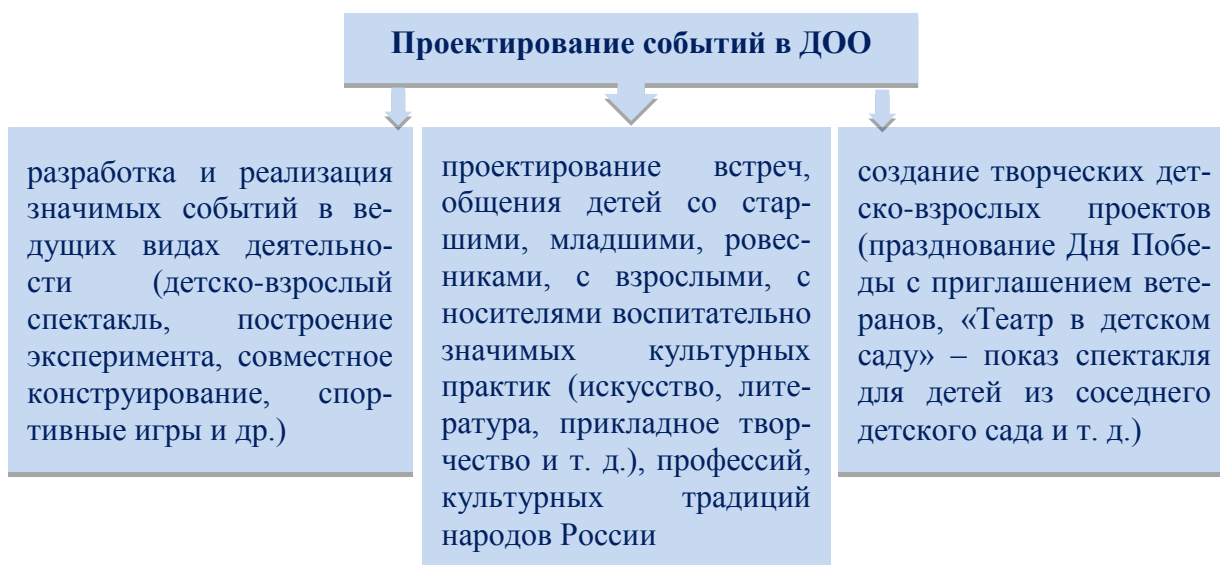 Проектирование событий в ДОО
разработка и реализация
значимых событий в ве-
дущих видах деятельно-
сти (детско-взрослый
спектакль, построение
эксперимента, совместное
конструирование, спор-
тивные игры и др.)
проектирование встреч,
общения детей со стар-
шими, младшими, ровес-
никами, с взрослыми, с
носителями воспитательно
значимых культурных
практик (искусство, лите-
ратура, прикладное твор-
чество и т. д.), профессий,
культурных традиций
народов России
создание творческих дет-
ско-взрослых проектов
(празднование Дня Побе-
ды с приглашением вете-
ранов, «Театр в детском
саду» – показ спектакля
для детей из соседнего
детского сада и т. д.)